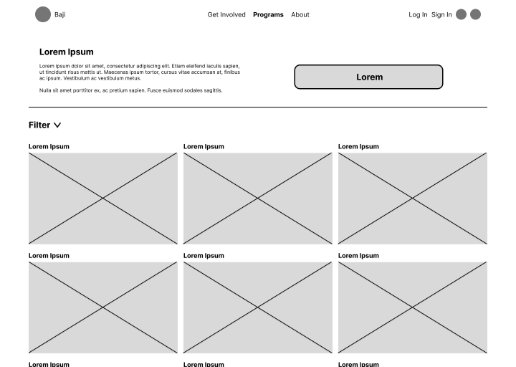 Baji
Get Involved
Programs
About
Log In
Sign In
Lorem Ipsum
Lorem ipsum dolor sit amet, consectetur adipiscing elit. Etiam eleifend iaculis sapien,
ut tincidunt risus mattis at. Maecenas ipsum tortor, cursus vitae accumsan at, finibus
ac ipsum. Vestibulum ac vestibulum metus.
Nulla sit amet porttitor ex, ac pretium sapien. Fusce euismod sodales sagittis.
Lorem
Filter
Lorem Ipsum
Lorem Ipsum
Lorem Ipsum
Lorem Ipsum
Lorem Ipsum
Lorem Ipsum
Lorem Ipsum
Lorem Ipsum
Lorem Ipsum